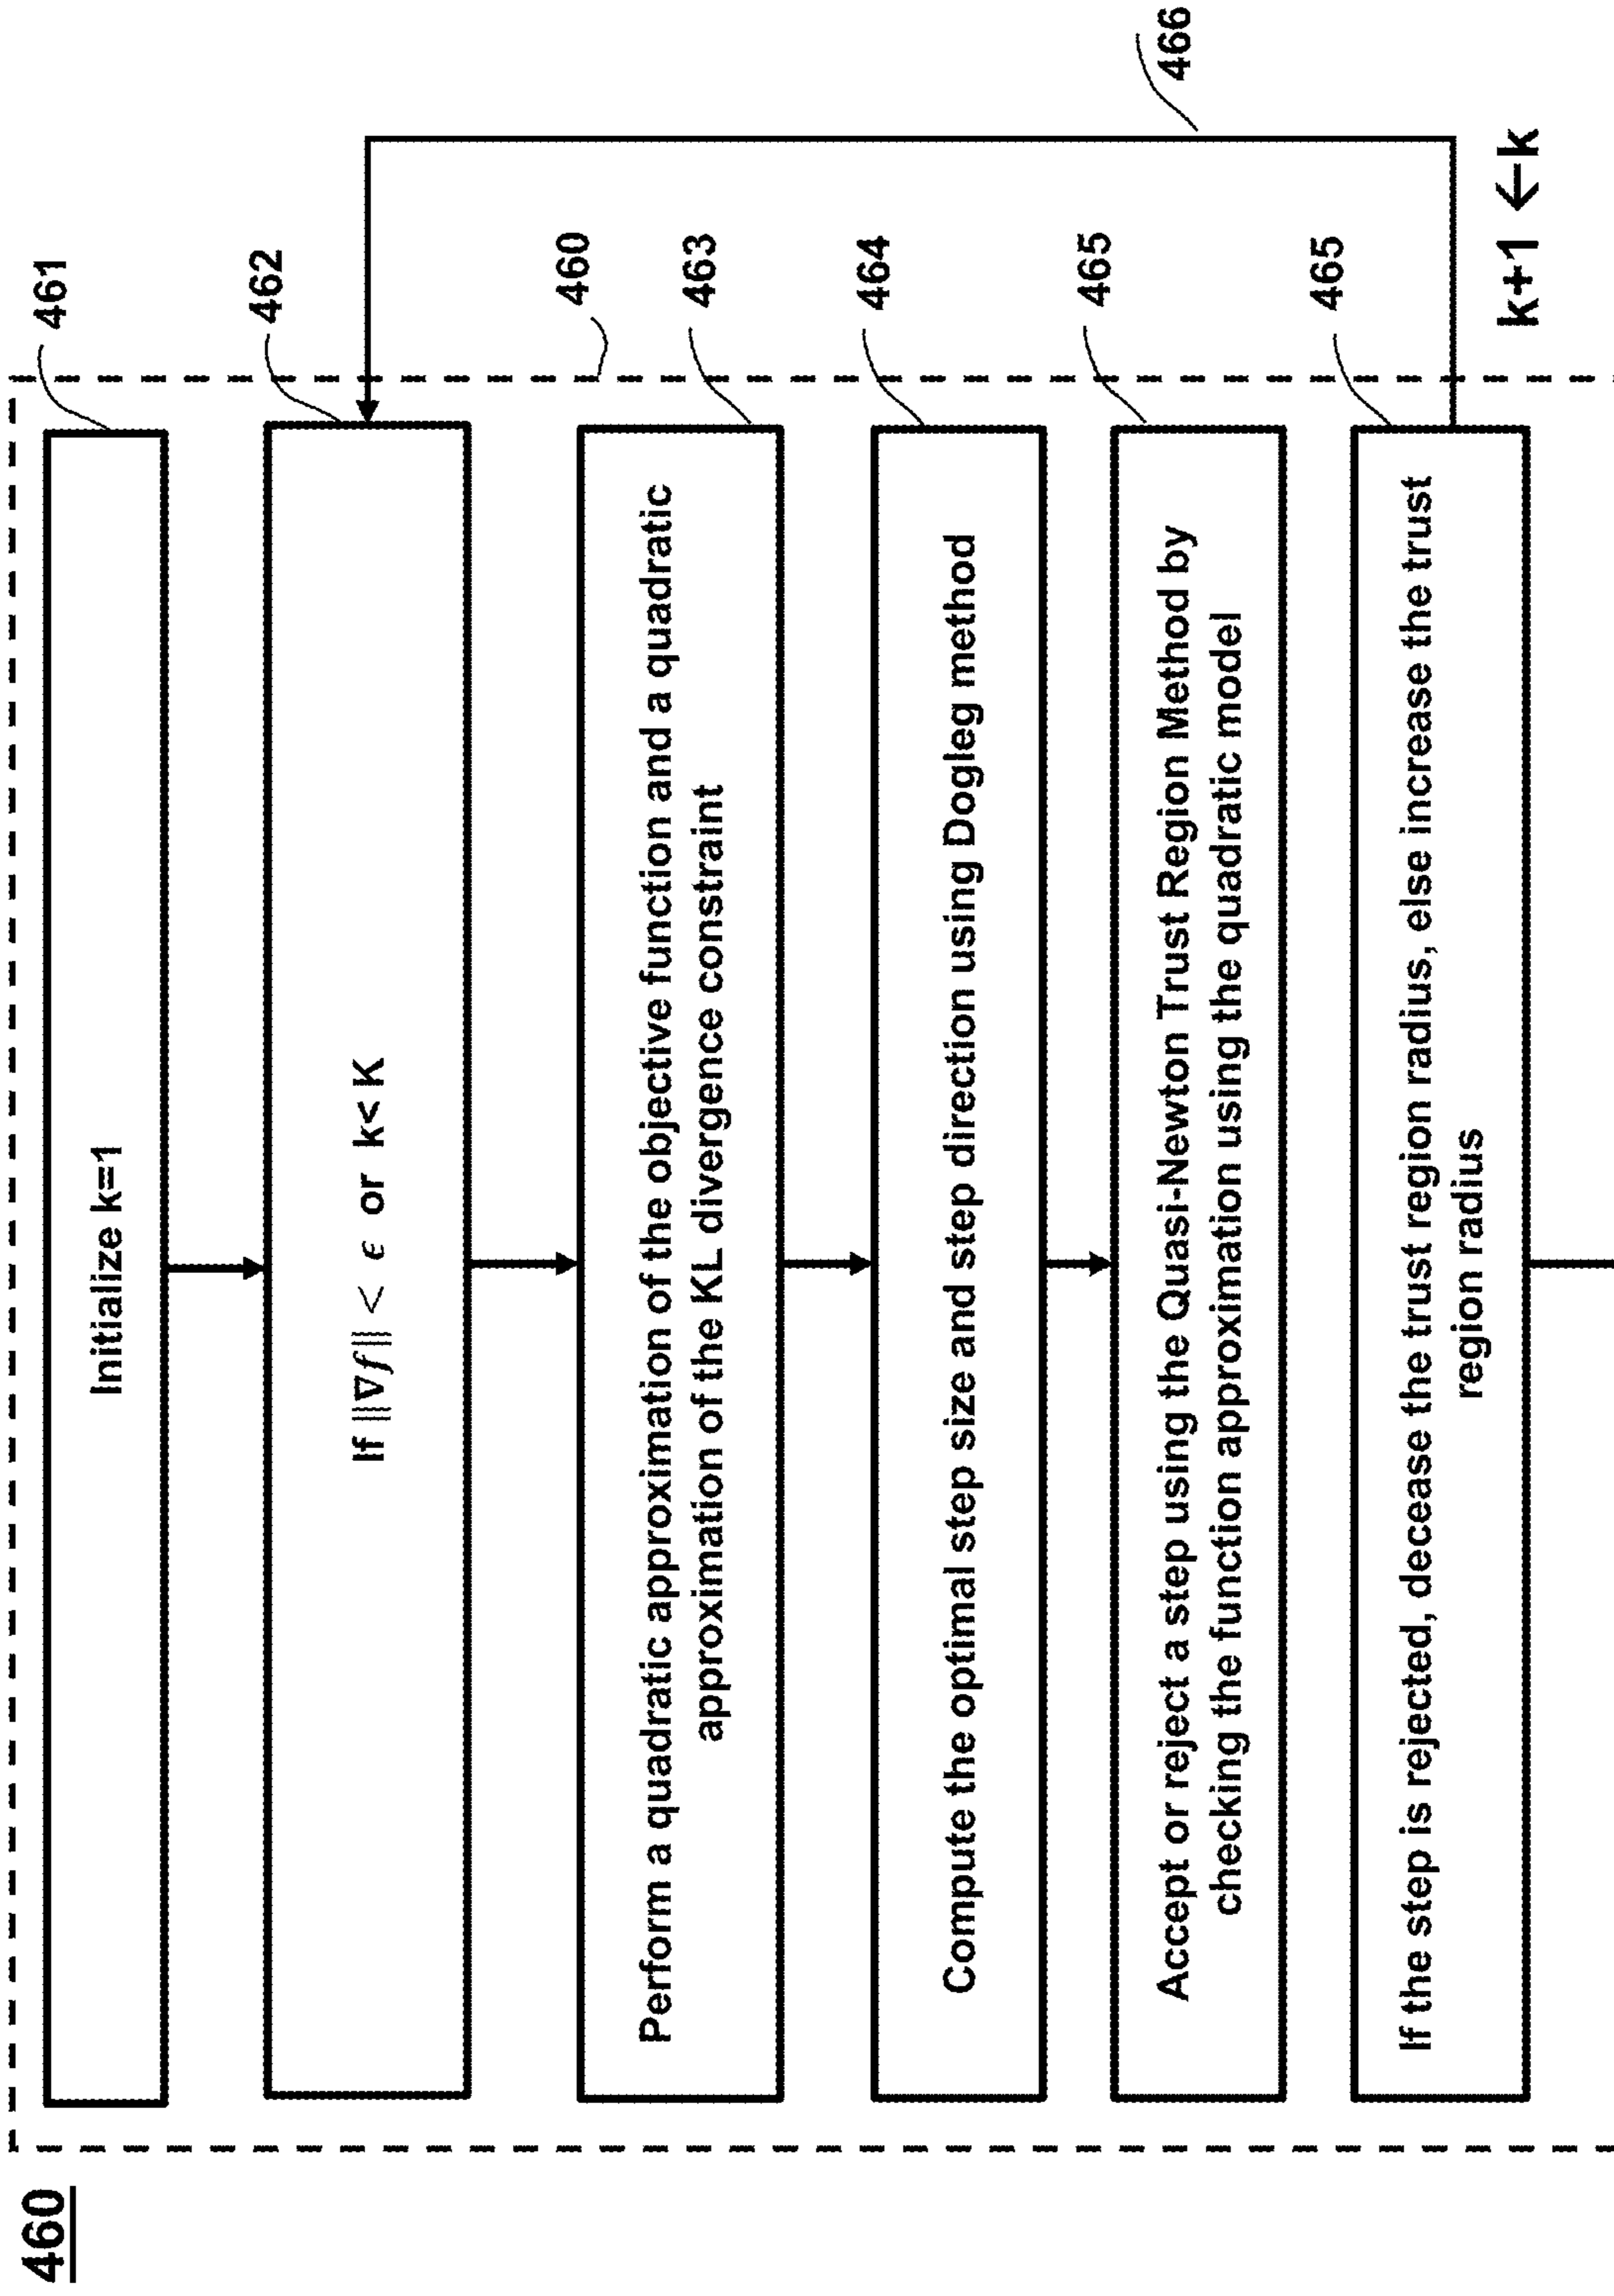 460
461
Initialize k=1
462
If ‖∇f‖ < ϵ or k< K
460
463
Perform a quadratic approximation of the objective function and a quadratic
approximation of the KL divergence constraint
464
Compute the optimal step size and step direction using Dogleg method
465
Accept or reject a step using the Quasi-Newton Trust Region Method by
checking the function approximation using the quadratic model
465
If the step is rejected, decease the trust region radius, else increase the trust
region radius
466
k+1 ←k